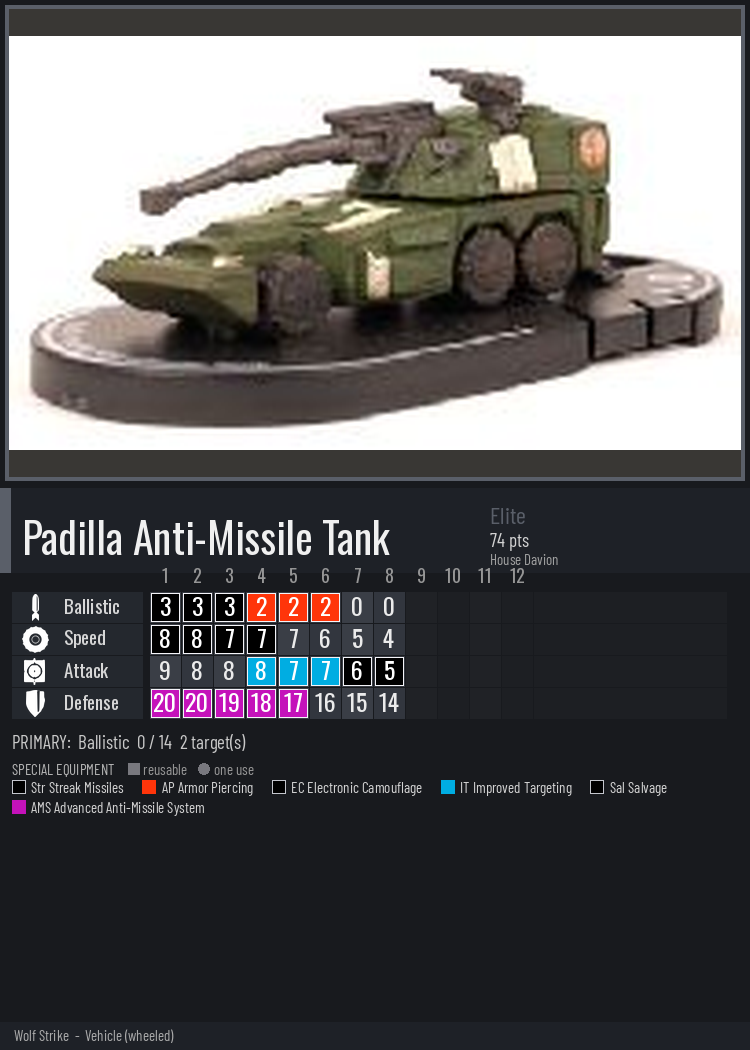 Padilla Anti-Missile Tank
Elite
74 pts
House Davion
1 2 3 4 5 6 7 8 9 10 11 12
Ballistic 3 3 3 2 2 2 0 0
Speed 8 8 7 7 7 6 5 4
Attack 9 8 8 8 7 7 6 5
Defense 20 20 19 18 17 16 15 14
PRIMARY: Ballistic 0 / 14 2 target(s)
SPECIAL EQUIPMENT reusable one use
Str Streak Missiles AP Armor Piercing EC Electronic Camouflage IT Improved Targeting Sal Salvage
AMS Advanced Anti-Missile System
Wolf Strike - Vehicle (wheeled)